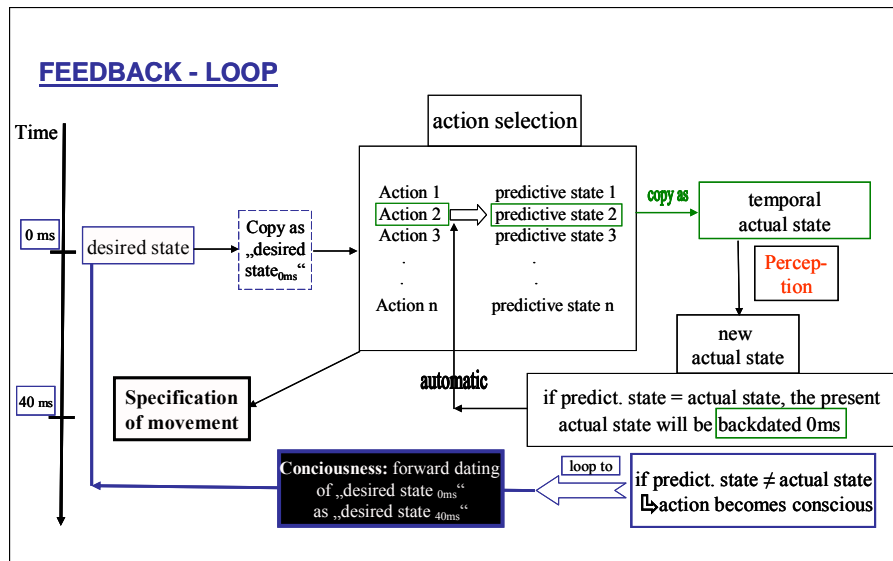 FEEDBACK - LOOP
Time
0 ms
40 ms
desired state
Copy as
„desired
state0ms“
action selection
Action 1 predictive state 1
Action 2 predictive state 2
Action 3 predictive state 3
. .
. .
Action n predictive state n
copy as
temporal
actual state
Percep-
tion
new
actual state
automatic
if predict. state = actual state, the present
actual state will be backdated 0ms
Specification
of movement
Conciousness: forward dating
of „desired state 0ms“
as „desired state 40ms“
loop to
if predict. state ≠ actual state
↳action becomes conscious